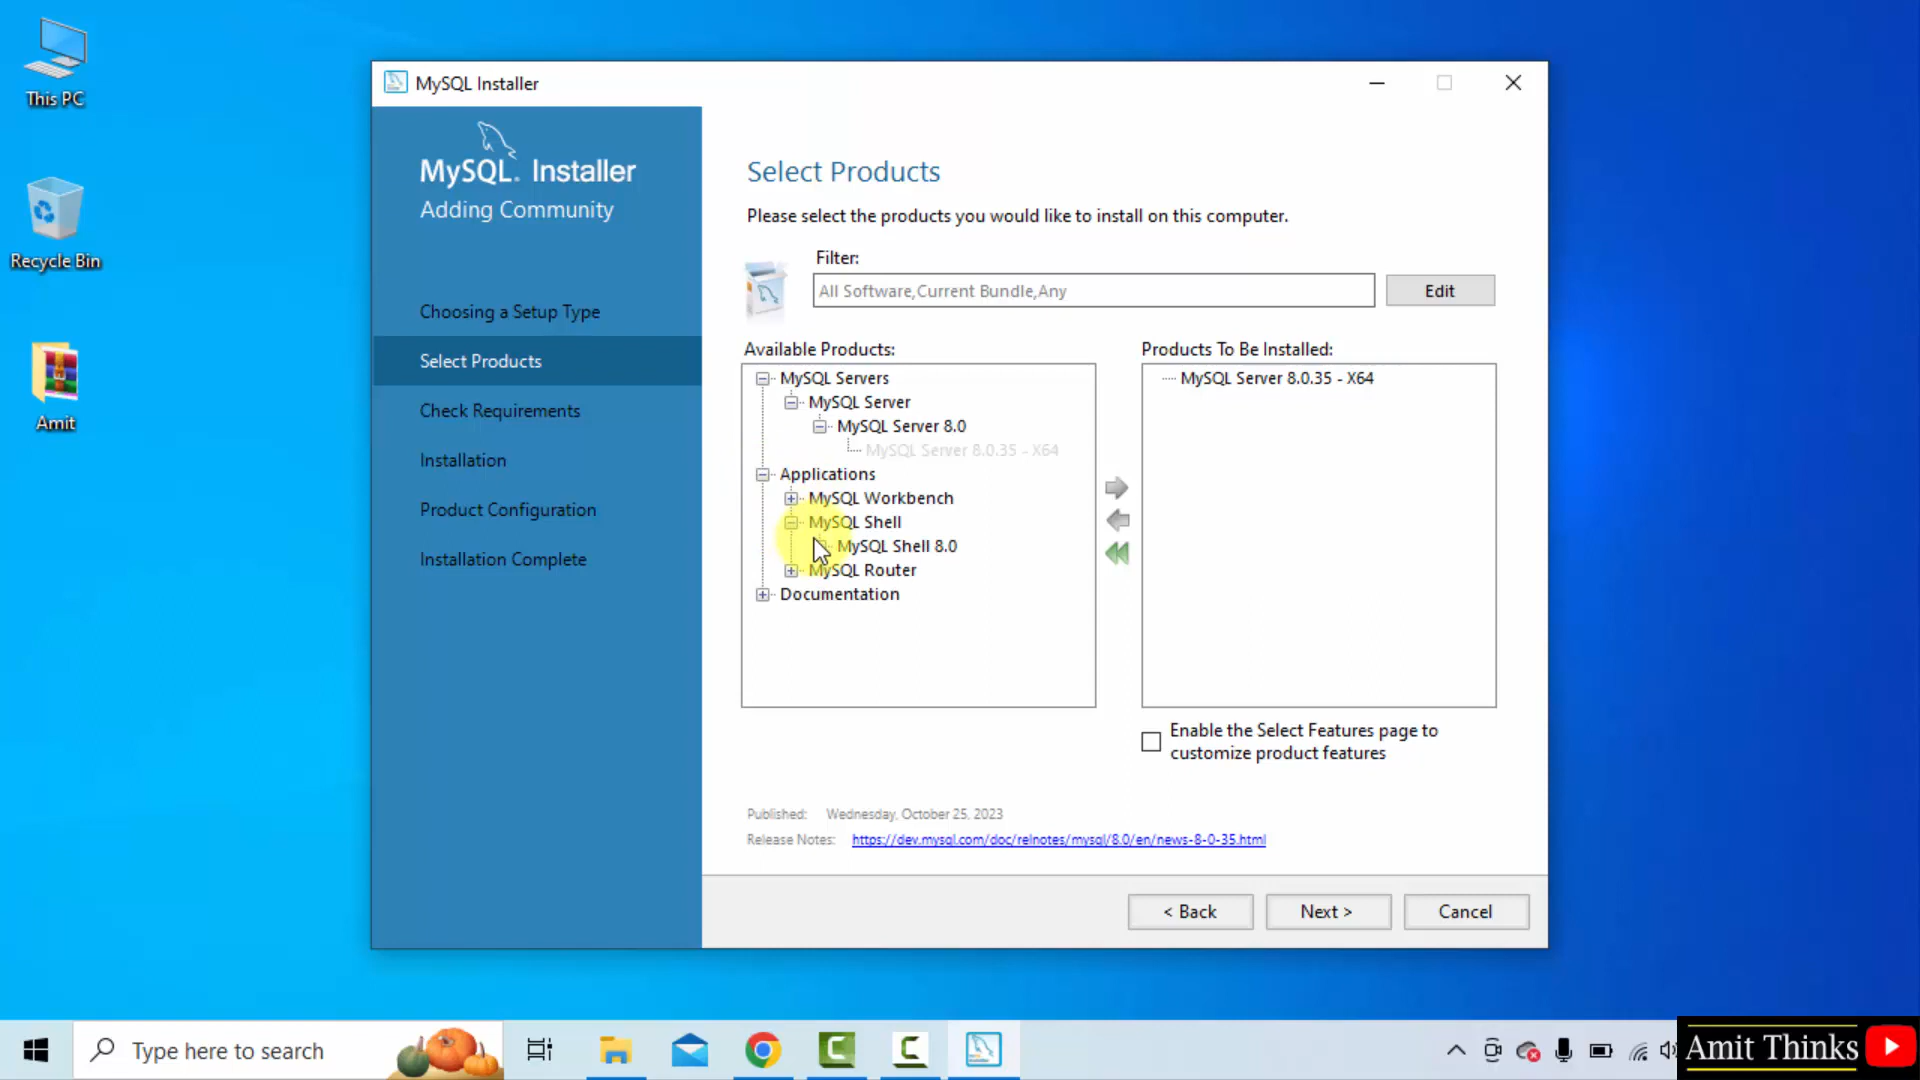 This PC
Recycle Bin
Amit
MySQL Installer
MySQL. Installer
Adding Community
Choosing a Setup Type
Select Products
Check Requirements
Installation
Product Configuration
Installation Complete
Select Products
Please select the products you would like to install on this computer.
Filter:
All Software,Current Bundle,Any
Edit
Available Products:
MySQL Servers
MySQL Server
MySQL Server 8.0
MySQL Server 8.0.35 - X64
Applications
MySQL Workbench
MySQL Shell
MySQL Shell 8.0
MySQL Router
Documentation
Products To Be Installed:
MySQL Server 8.0.35 - X64
Enable the Select Features page to
customize product features
Published: Wednesday, October 25, 2023
Release Notes: https://dev.mysql.com/doc/relnotes/mysql/8.0/en/news-8-0-35.html
< Back
Next >
Cancel
Type here to search
Amit Thinks